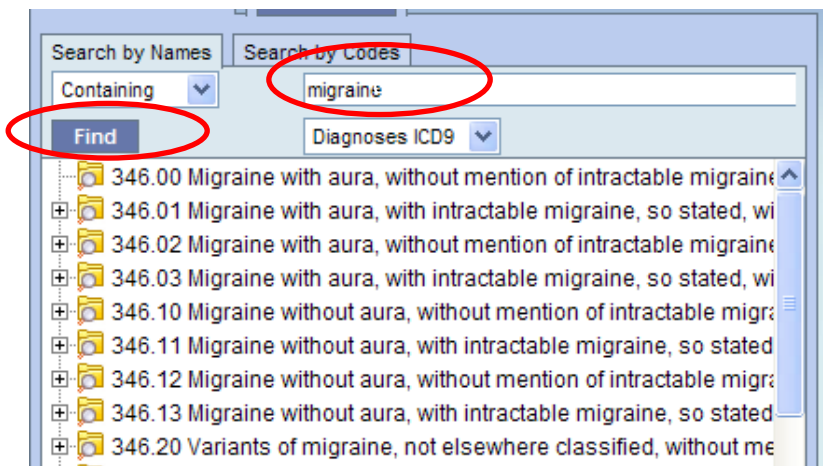 Search by Names Search by Codes
Containing migraine
Find Diagnoses ICD9
346.00 Migraine with aura, without mention of intractable migraine
346.01 Migraine with aura, with intractable migraine, so stated, wi
346.02 Migraine with aura, without mention of intractable migraine
346.03 Migraine with aura, with intractable migraine, so stated, wi
346.10 Migraine without aura, without mention of intractable migra
346.11 Migraine without aura, with intractable migraine, so stated
346.12 Migraine without aura, without mention of intractable migra
346.13 Migraine without aura, with intractable migraine, so stated
346.20 Variants of migraine, not elsewhere classified, without me